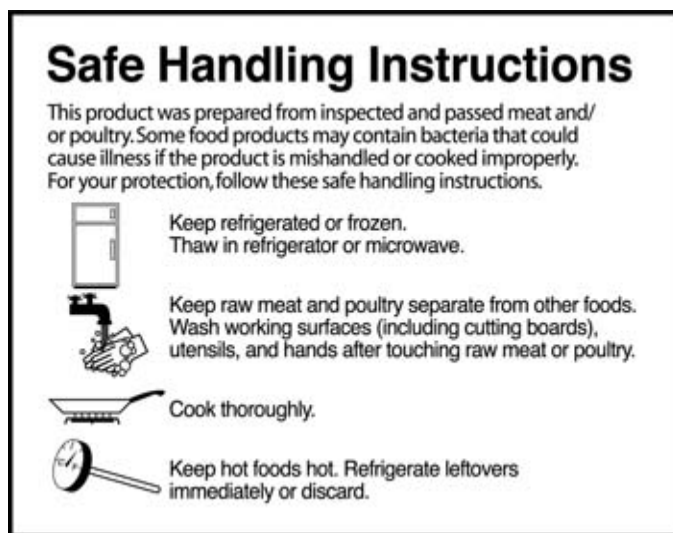 Safe Handling Instructions
This product was prepared from inspected and passed meat and/
or poultry. Some food products may contain bacteria that could
cause illness if the product is mishandled or cooked improperly.
For your protection, follow these safe handling instructions.
Keep refrigerated or frozen.
Thaw in refrigerator or microwave.
Keep raw meat and poultry separate from other foods.
Wash working surfaces (including cutting boards),
utensils, and hands after touching raw meat or poultry.
Cook thoroughly.
Keep hot foods hot. Refrigerate leftovers
immediately or discard.